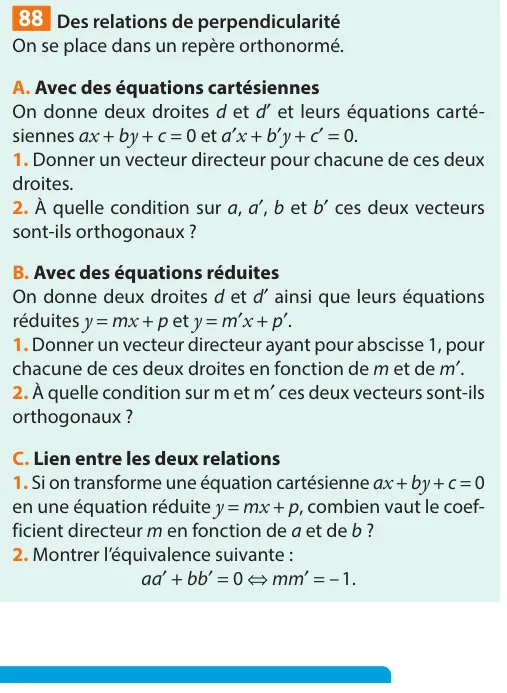 88 Des relations de perpendicularité
On se place dans un repère orthonormé.
A. Avec des équations cartésiennes
On donne deux droites d et d′ et leurs équations carté-
siennes ax + by + c = 0 et a′x + b′y + c′ = 0.
1. Donner un vecteur directeur pour chacune de ces deux
droites.
2. À quelle condition sur a, a′, b et b′ ces deux vecteurs
sont-ils orthogonaux ?
B. Avec des équations réduites
On donne deux droites d et d′ ainsi que leurs équations
réduites y = mx + p et y = m′x + p′.
1. Donner un vecteur directeur ayant pour abscisse 1, pour
chacune de ces deux droites en fonction de m et de m′.
2. À quelle condition sur m et m′ ces deux vecteurs sont-ils
orthogonaux ?
C. Lien entre les deux relations
1. Si on transforme une équation cartésienne ax + by + c = 0
en une équation réduite y = mx + p, combien vaut le coef-
ficient directeur m en fonction de a et de b ?
2. Montrer l’équivalence suivante :
aa′ + bb′ = 0 ⇔ mm′ = – 1.